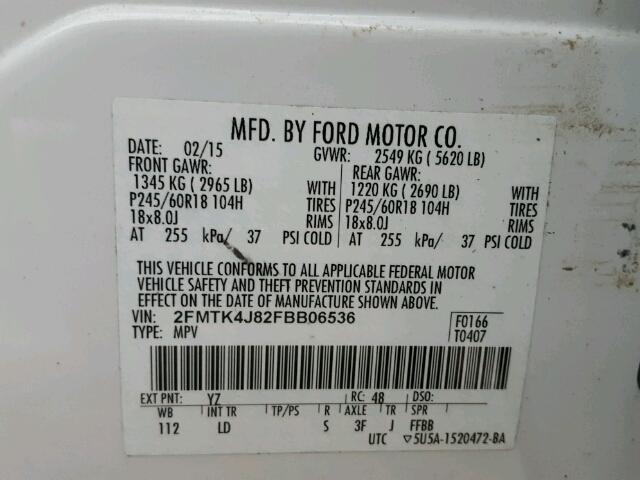 MFD. BY FORD MOTOR CO.
DATE: 02/15 GVWR: 2549 KG ( 5620 LB)
FRONT GAWR: REAR GAWR:
1345 KG ( 2965 LB) WITH 1220 KG ( 2690 LB) WITH
P245/60R18 104H TIRES P245/60R18 104H TIRES
18x8.0J RIMS 18x8.0J RIMS
AT 255 kPa/ 37 PSI COLD AT 255 kPa/ 37 PSI COLD
THIS VEHICLE CONFORMS TO ALL APPLICABLE FEDERAL MOTOR
VEHICLE SAFETY AND THEFT PREVENTION STANDARDS IN
EFFECT ON THE DATE OF MANUFACTURE SHOWN ABOVE.
VIN: 2FMTK4J82FBB06536 F0166
TYPE: MPV T0407
EXT PNT: YZ RC: 48 DSO:
WB INT TR TP/PS R AXLE TR SPR
112 LD S 3F J FFBB
UTC ▽5U5A-1520472-BA